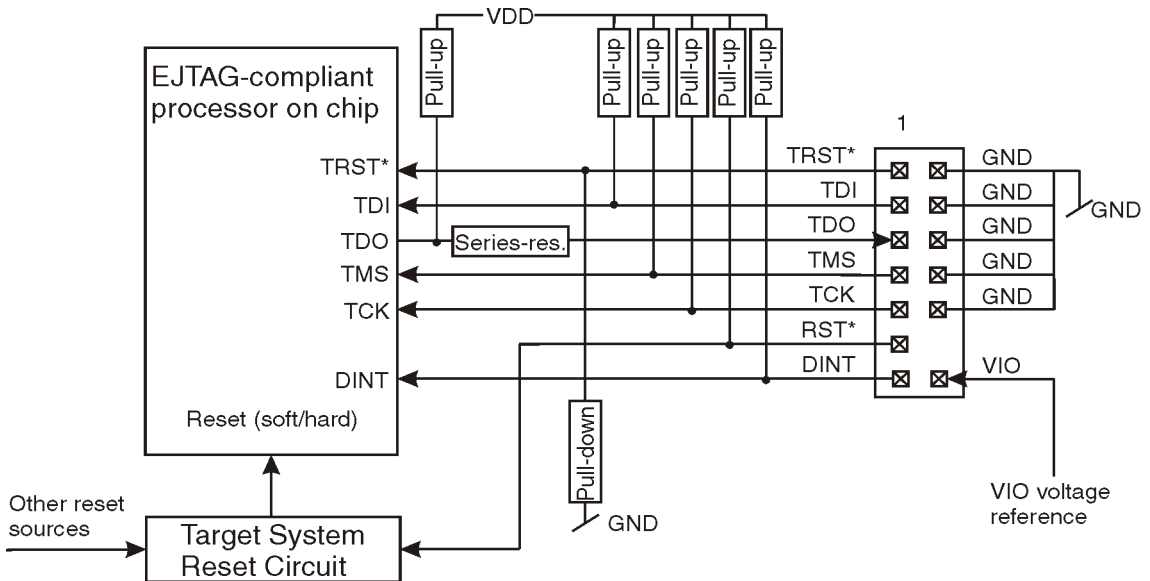 VDD
Pull-up
Pull-up
Pull-up
Pull-up
Pull-up
Pull-up
EJTAG-compliant
processor on chip
1
TRST*
TRST*
GND
TDI
TDI
GND
GND
TDO
Series-res.
TDO
GND
TMS
TMS
GND
TCK
TCK
GND
RST*
DINT
DINT
VIO
Reset (soft/hard)
Pull-down
GND
VIO voltage
reference
Other reset
sources
Target System
Reset Circuit